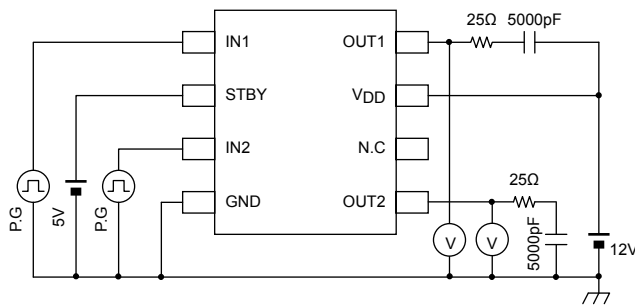 25Ω
5000pF
IN1
OUT1
STBY
VDD
IN2
N.C
P.G
5V
P.G
GND
OUT2
25Ω
5000pF
V
V
12V